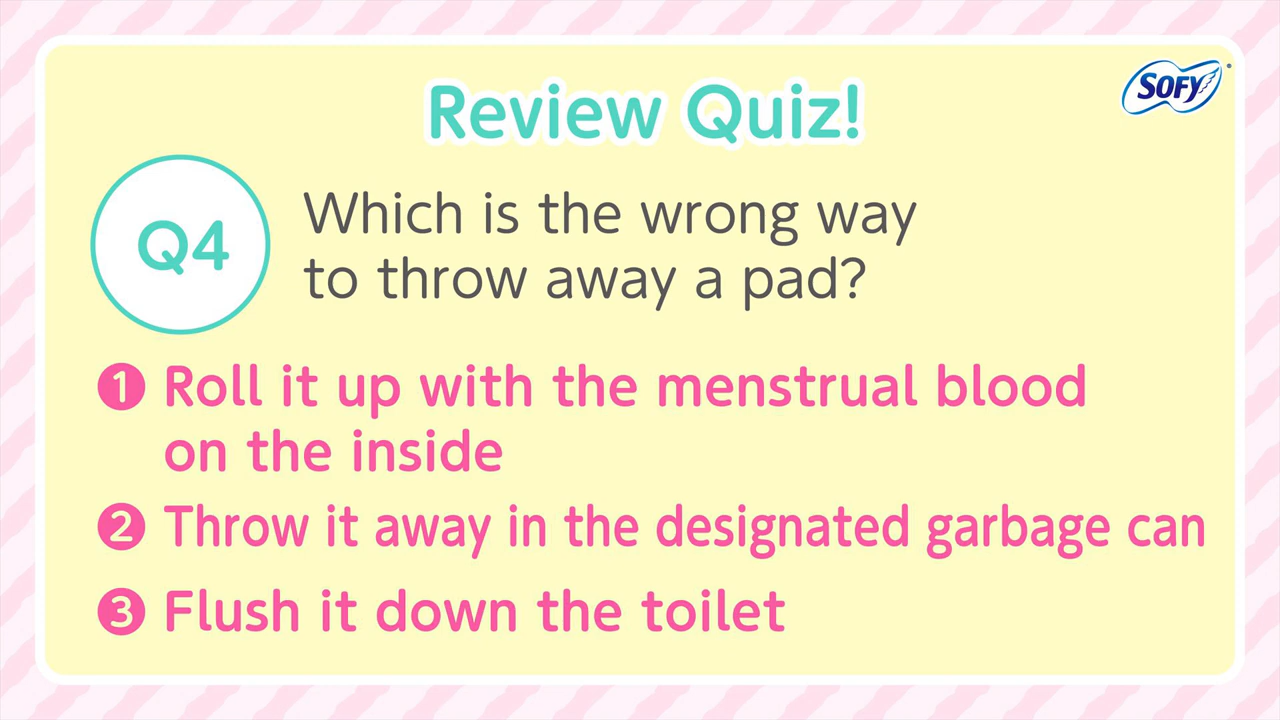 Review Quiz!
SOFY
Q4
Which is the wrong way
to throw away a pad?
1 Roll it up with the menstrual blood
on the inside
2 Throw it away in the designated garbage can
3 Flush it down the toilet